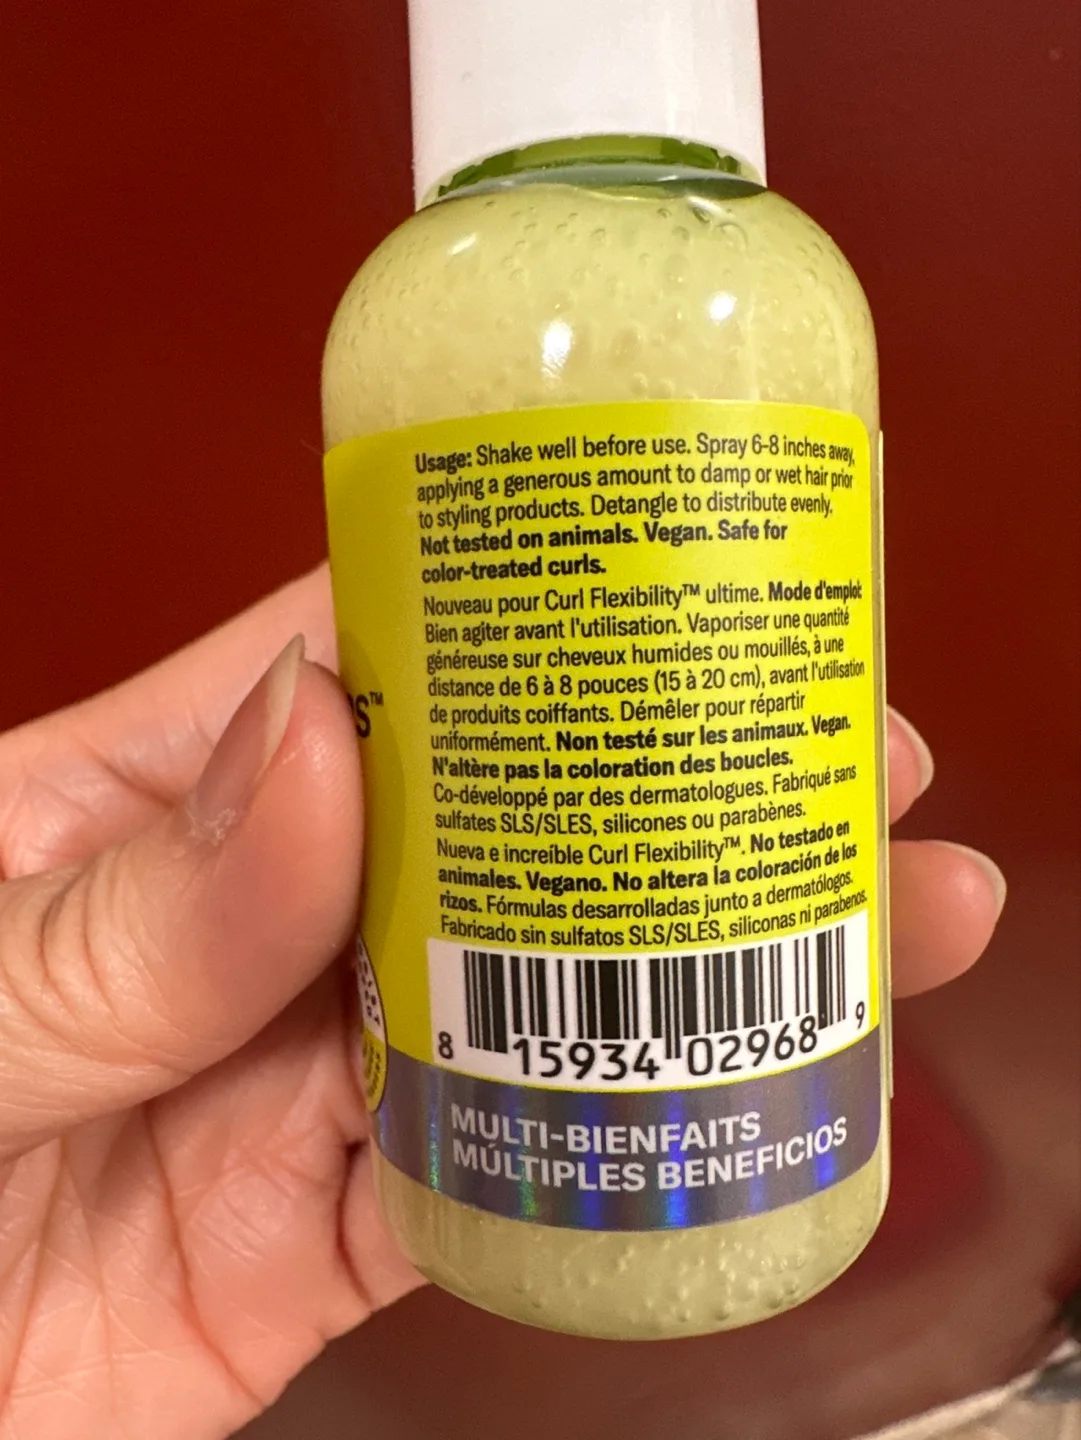 Usage: Shake well before use. Spray 6-8 inches away,
applying a generous amount to damp or wet hair prior
to styling products. Detangle to distribute evenly.
Not tested on animals. Vegan. Safe for
color-treated curls.
Nouveau pour Curl Flexibility™ ultime. Mode d'emploi:
Bien agiter avant l'utilisation. Vaporiser une quantité
généreuse sur cheveux humides ou mouillés, à une
distance de 6 à 8 pouces (15 à 20 cm), avant l'utilisation
de produits coiffants. Démêler pour répartir
uniformément. Non testé sur les animaux. Vegan.
N'altère pas la coloration des boucles.
Co-développé par des dermatologues. Fabriqué sans
sulfates SLS/SLES, silicones ou parabènes.
Nueva e increíble Curl Flexibility™. No testado en
animales. Vegano. No altera la coloración de los
rizos. Fórmulas desarrolladas junto a dermatólogos.
Fabricado sin sulfatos SLS/SLES, siliconas ni parabenos.
8 15934 02968 9
MULTI-BIENFAITS
MÚLTIPLES BENEFICIOS